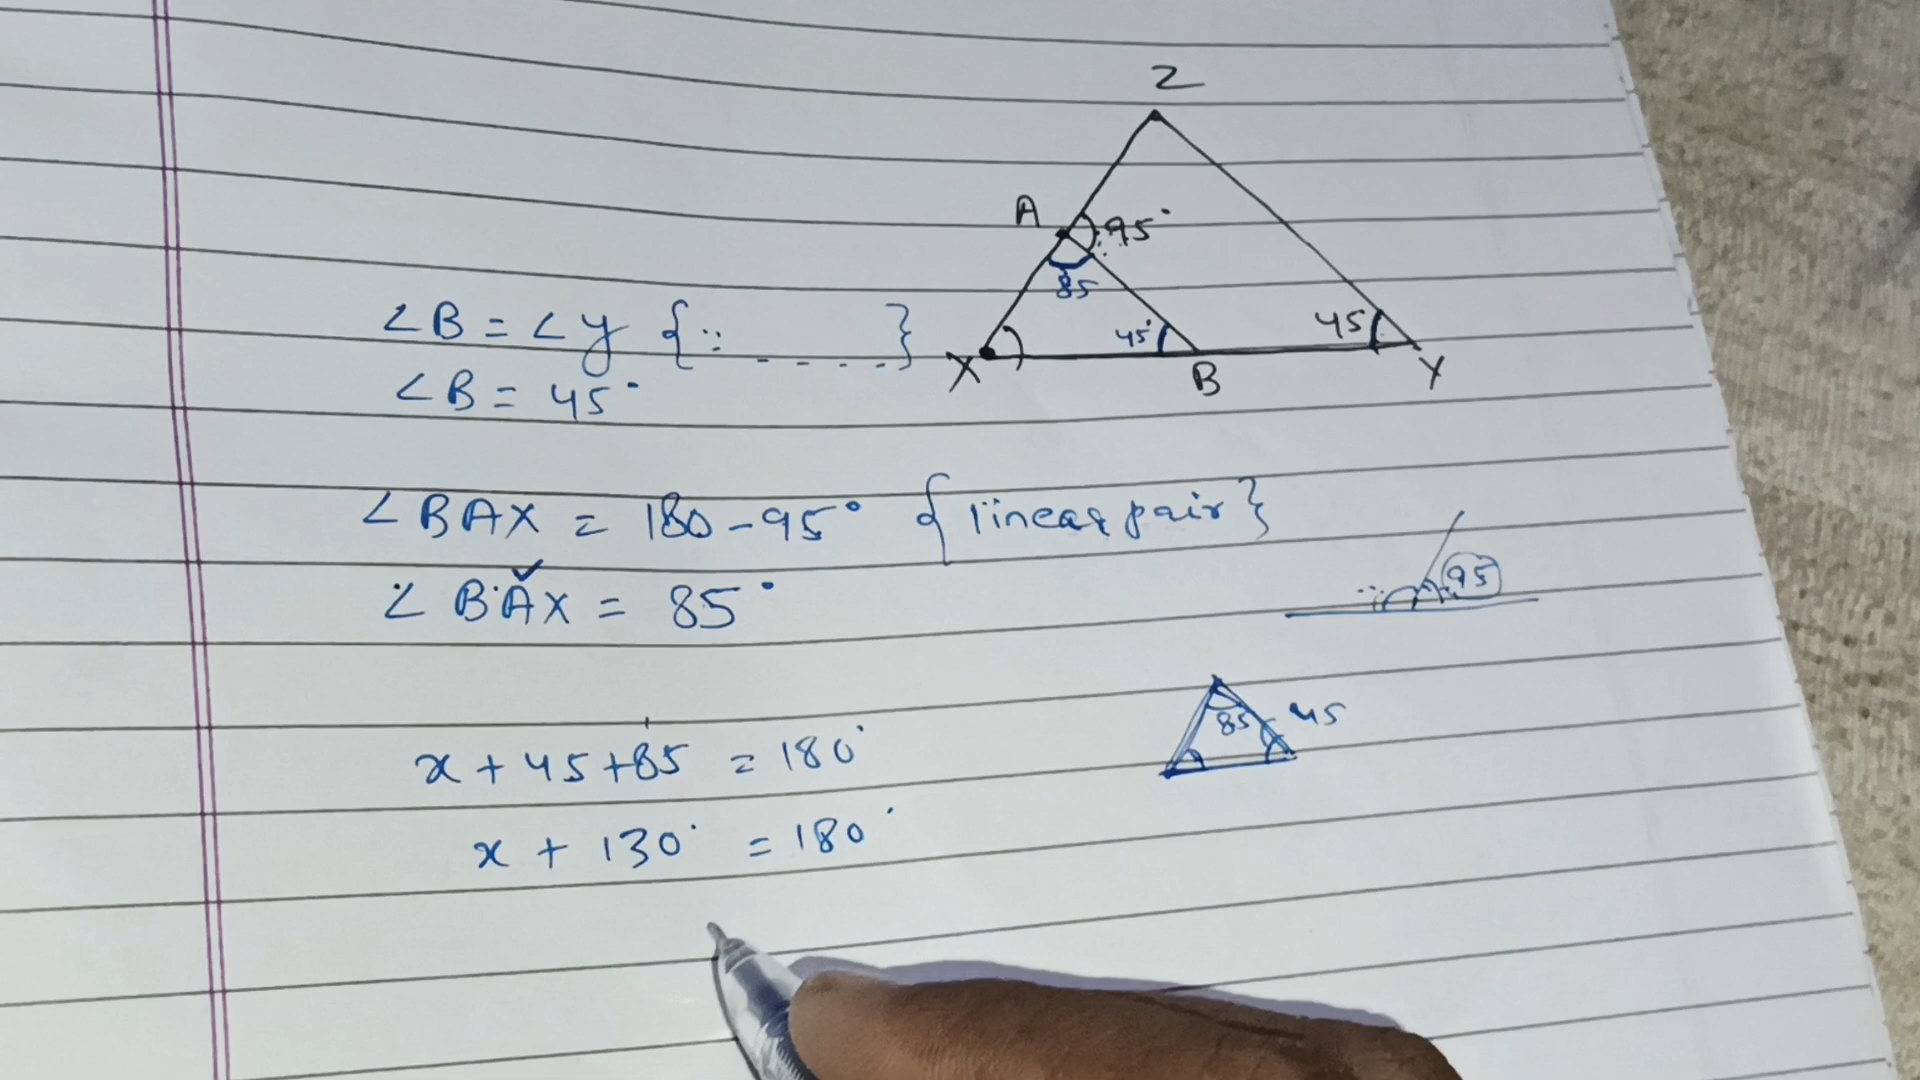 Z
A
95°
85
45°
45
X
B
Y
∠B = ∠y {∵ - - - - -}
∠B = 45°
∠BAX = 180 - 95° {linear pair}
∠BAX = 85°
95
x + 45 + 85 = 180°
85
45
x + 130° = 180°